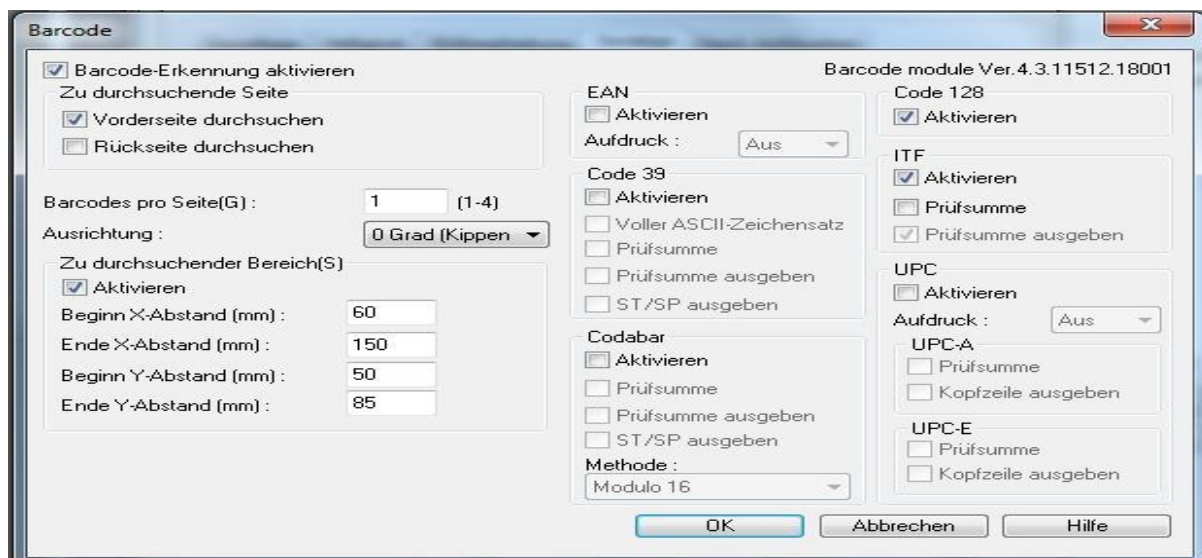 Barcode
Barcode-Erkennung aktivieren
Barcode module Ver.4.3.11512.18001
Zu durchsuchende Seite
Vorderseite durchsuchen
Rückseite durchsuchen
Barcodes pro Seite(G) :
1
(1-4)
Ausrichtung :
0 Grad (Kippen
Zu durchsuchender Bereich(S)
Aktivieren
Beginn X-Abstand (mm) :
60
Ende X-Abstand (mm) :
150
Beginn Y-Abstand (mm) :
50
Ende Y-Abstand (mm) :
85
EAN
Aktivieren
Aufdruck :
Aus
Code 39
Aktivieren
Voller ASCII-Zeichensatz
Prüfsumme
Prüfsumme ausgeben
ST/SP ausgeben
Codabar
Aktivieren
Prüfsumme
Prüfsumme ausgeben
ST/SP ausgeben
Methode :
Modulo 16
Code 128
Aktivieren
ITF
Aktivieren
Prüfsumme
Prüfsumme ausgeben
UPC
Aktivieren
Aufdruck :
Aus
UPC-A
Prüfsumme
Kopfzeile ausgeben
UPC-E
Prüfsumme
Kopfzeile ausgeben
OK
Abbrechen
Hilfe